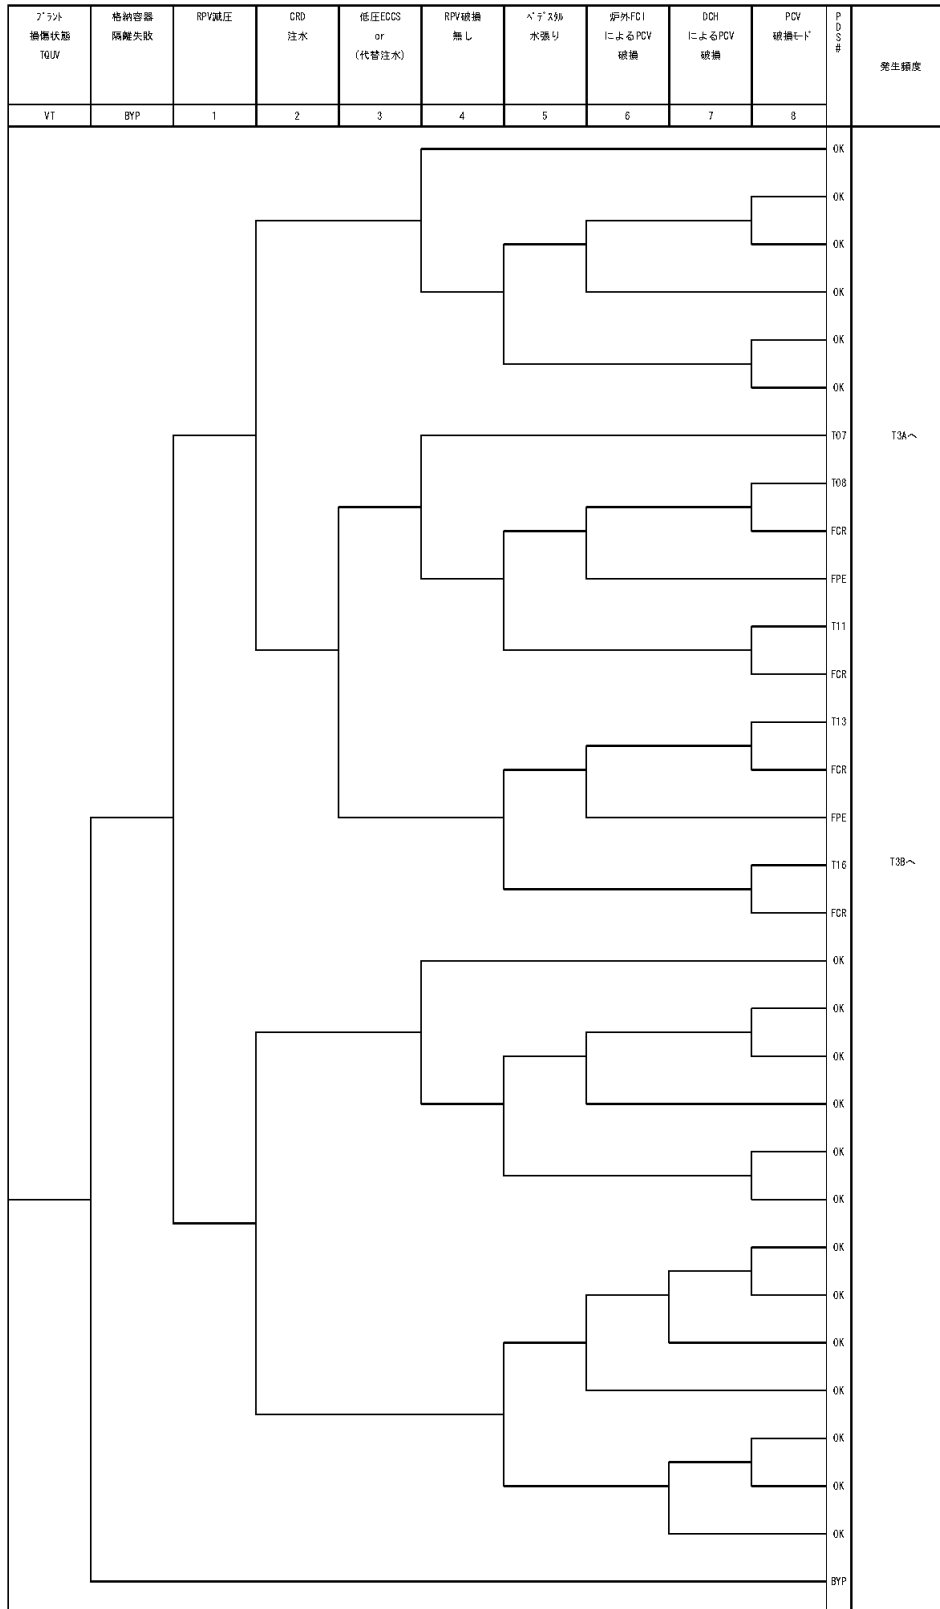 プラント
損傷状態
TQUV
格納容器
隔離失敗
RPV減圧
CRD
注水
低圧ECCS
or
(代替注水)
RPV破損
無し
ペデスタル
水張り
炉外FCI
によるPCV
破損
DCH
によるPCV
破損
PCV
破損モード
PDS#
発生頻度
VT
BYP
1
2
3
4
5
6
7
8
OK
OK
OK
OK
OK
OK
T07
T3Aへ
T08
FCR
FPE
T11
FCR
T13
FCR
FPE
T16
T3Bへ
FCR
OK
OK
OK
OK
OK
OK
OK
OK
OK
OK
OK
OK
OK
BYP